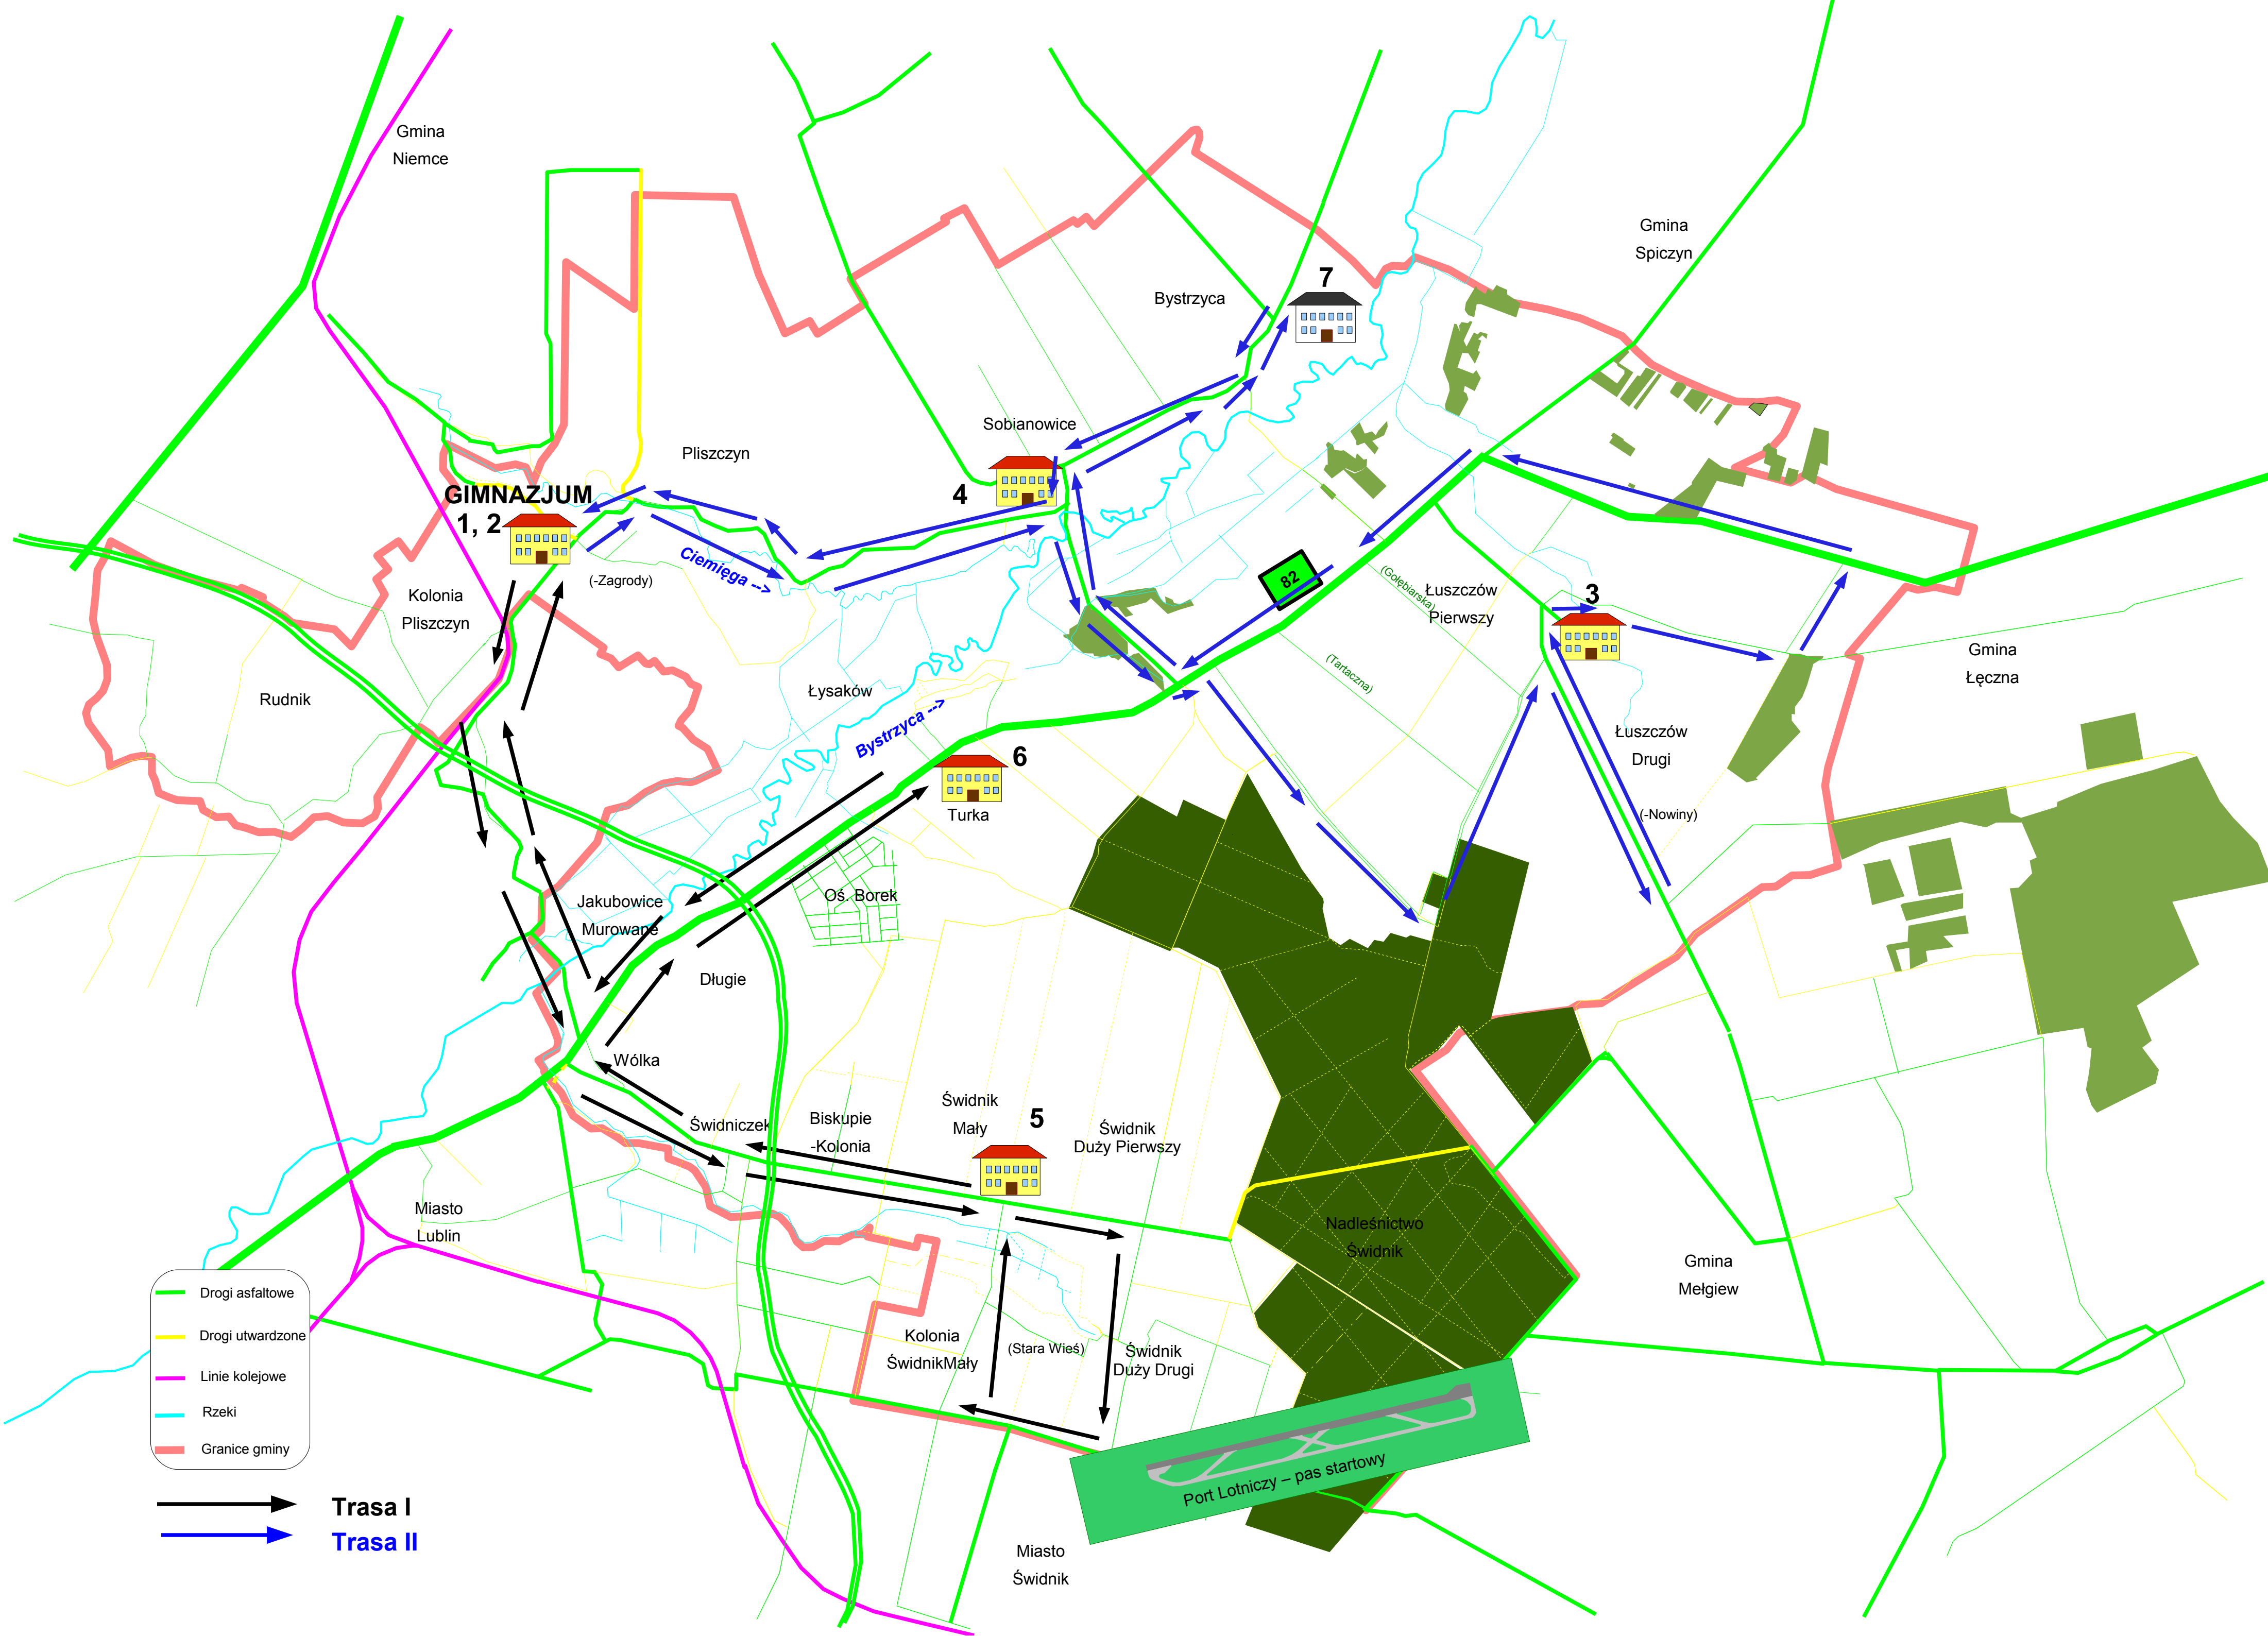 Gmina
Niemce
Gmina
Spiczyn
7
Bystrzyca
Sobianowice
4
Pliszczyn
GIMNAZJUM
1, 2
Ciemięga -->
(-Zagrody)
Kolonia
Pliszczyn
82
(Gołębiarska)
Łuszczów
Pierwszy
3
Gmina
Łęczna
(Tartaczna)
Rudnik
Łysaków
Bystrzyca -->
Łuszczów
Drugi
6
Turka
(-Nowiny)
Oś. Borek
Jakubowice
Murowane
Długie
Wólka
Świdniczek
Biskupie
-Kolonia
Świdnik
Mały
5
Świdnik
Duży Pierwszy
Miasto
Lublin
Nadleśnictwo
Świdnik
Gmina
Mełgiew
Kolonia
ŚwidnikMały
(Stara Wieś)
Świdnik
Duży Drugi
Port Lotniczy – pas startowy
Miasto
Świdnik
Drogi asfaltowe
Drogi utwardzone
Linie kolejowe
Rzeki
Granice gminy
Trasa I
Trasa II